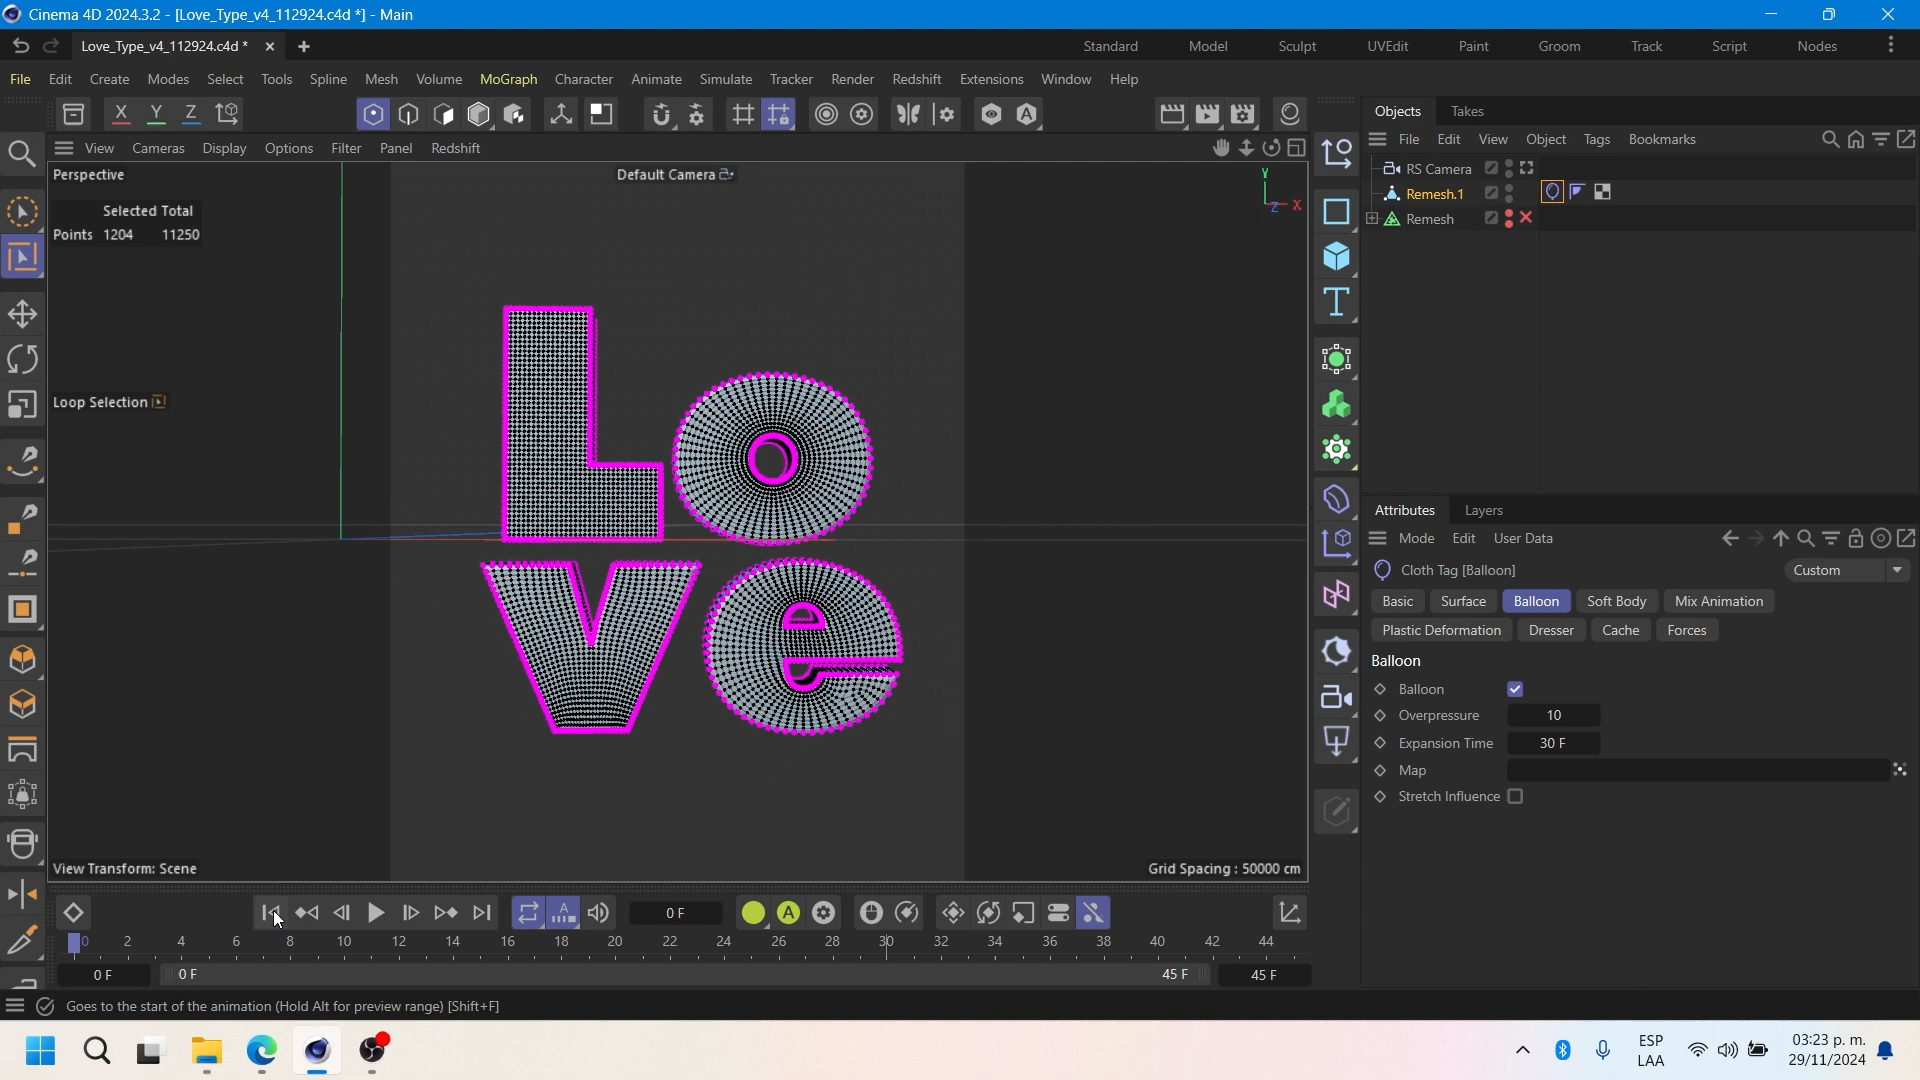 Cinema 4D 2024.3.2 - [Love_Type_v4_112924.c4d *] - Main
Love_Type_v4_112924.c4d *
Standard Model Sculpt UVEdit Paint Groom Track Script Nodes
File Edit Create Modes Select Tools Spline Mesh Volume MoGraph Character Animate Simulate Tracker Render Redshift Extensions Window Help
X Y Z
Objects Takes
File Edit View Object Tags Bookmarks
View Cameras Display Options Filter Panel Redshift
Perspective
Default Camera
Y
X
Z
RS Camera
Remesh.1
Remesh
Selected Total
Points 1204 11250
Loop Selection
L o
v e
Attributes Layers
Mode Edit User Data
Cloth Tag [Balloon]
Custom
Basic Surface Balloon Soft Body Mix Animation
Plastic Deformation Dresser Cache Forces
Balloon
Balloon
Overpressure 10
Expansion Time 30 F
Map
Stretch Influence
View Transform: Scene
Grid Spacing : 50000 cm
0 F
0 2 4 6 8 10 12 14 16 18 20 22 24 26 28 30 32 34 36 38 40 42 44
0 F 0 F 45 F 45 F
Goes to the start of the animation (Hold Alt for preview range) [Shift+F]
ESP
LAA
03:23 p. m.
29/11/2024